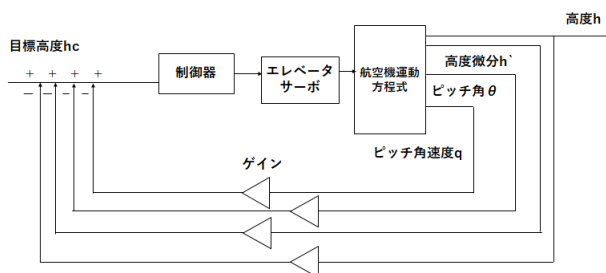 高度h
目標高度hc
+ + + +
− − − -
制御器
エレベータ
サーボ
航空機運動
方程式
高度微分h`
ピッチ角θ
ピッチ角速度q
ゲイン